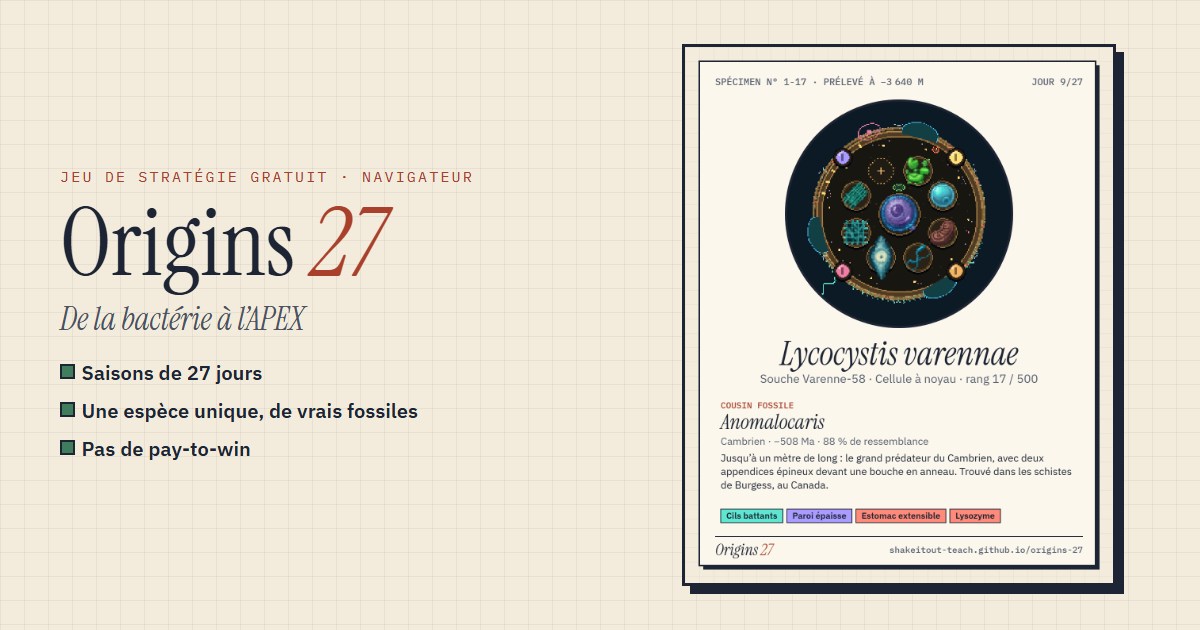 JEU DE STRATÉGIE GRATUIT · NAVIGATEUR
Origins 27
De la bactérie à l’APEX
Saisons de 27 jours
Une espèce unique, de vrais fossiles
Pas de pay-to-win
SPÉCIMEN N° 1-17 · PRÉLEVÉ À −3 640 M
JOUR 9/27
Lycocystis varennae
Souche Varenne-58 · Cellule à noyau · rang 17 / 500
COUSIN FOSSILE
Anomalocaris
Cambrien · −508 Ma · 88 % de ressemblance
Jusqu’à un mètre de long : le grand prédateur du Cambrien, avec deux
appendices épineux devant une bouche en anneau. Trouvé dans les schistes
de Burgess, au Canada.
Cils battants Paroi épaisse Estomac extensible Lysozyme
Origins 27
shakeitout-teach.github.io/origins-27